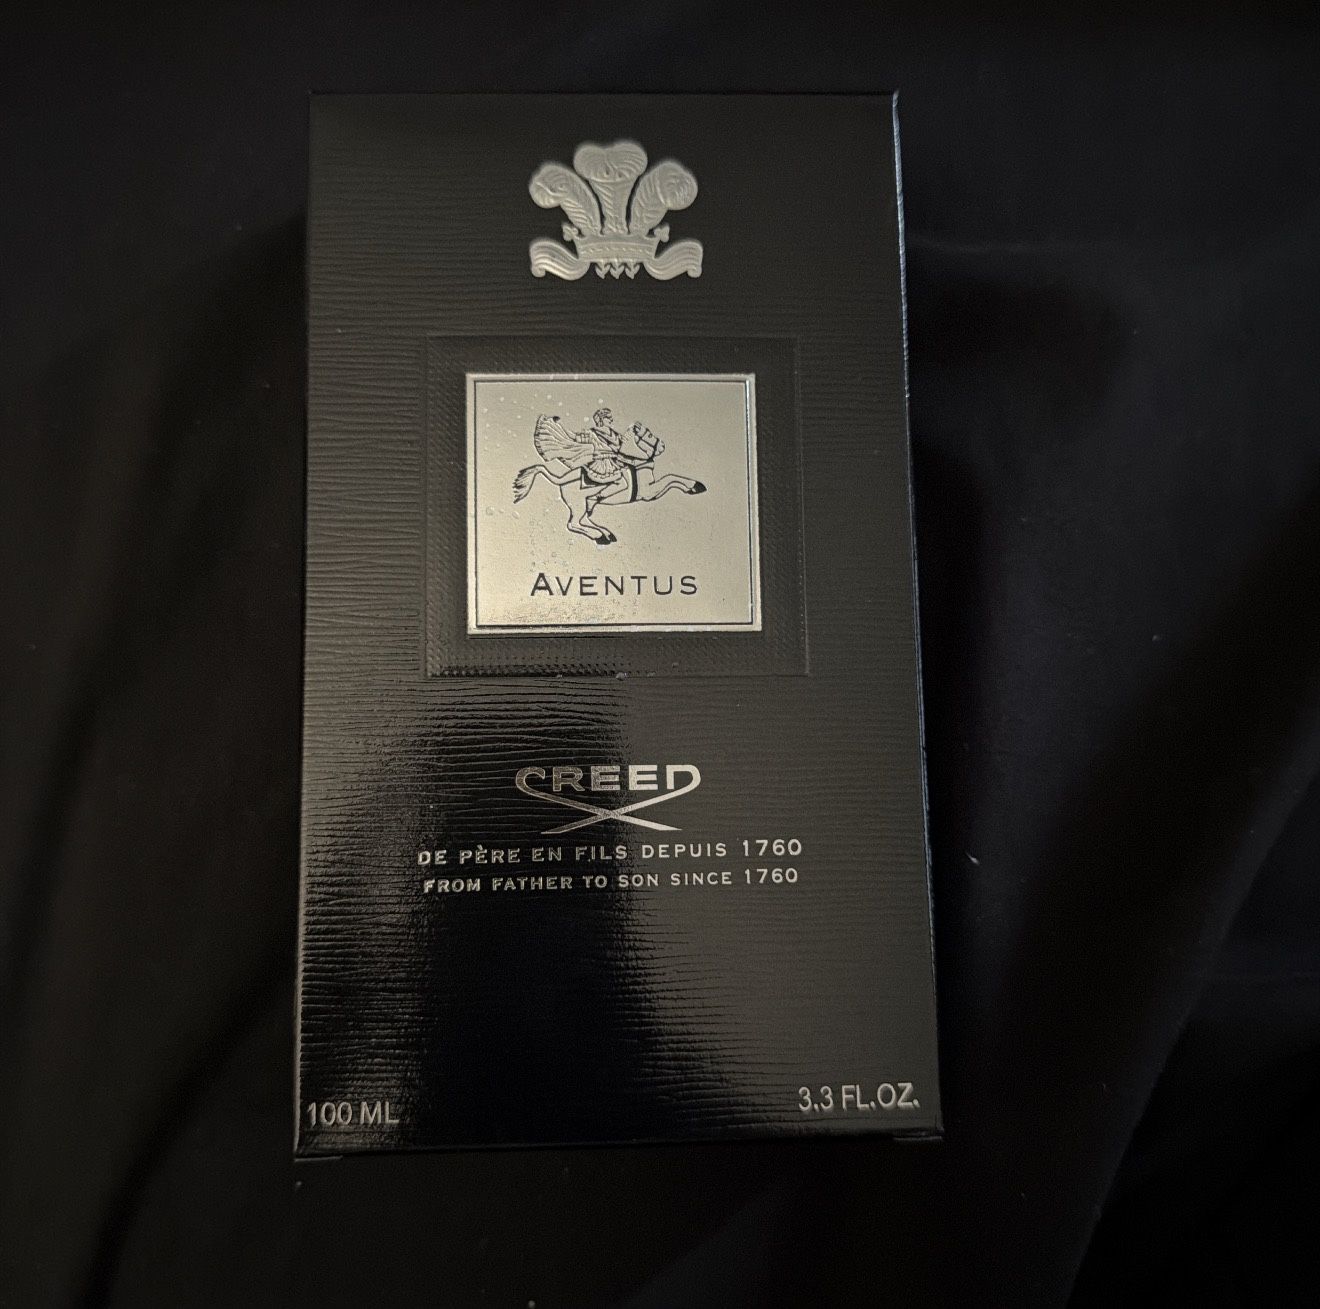 AVENTUS
CREED
DE PÈRE EN FILS DEPUIS 1760
FROM FATHER TO SON SINCE 1760
100 ML
3.3 FL.OZ.